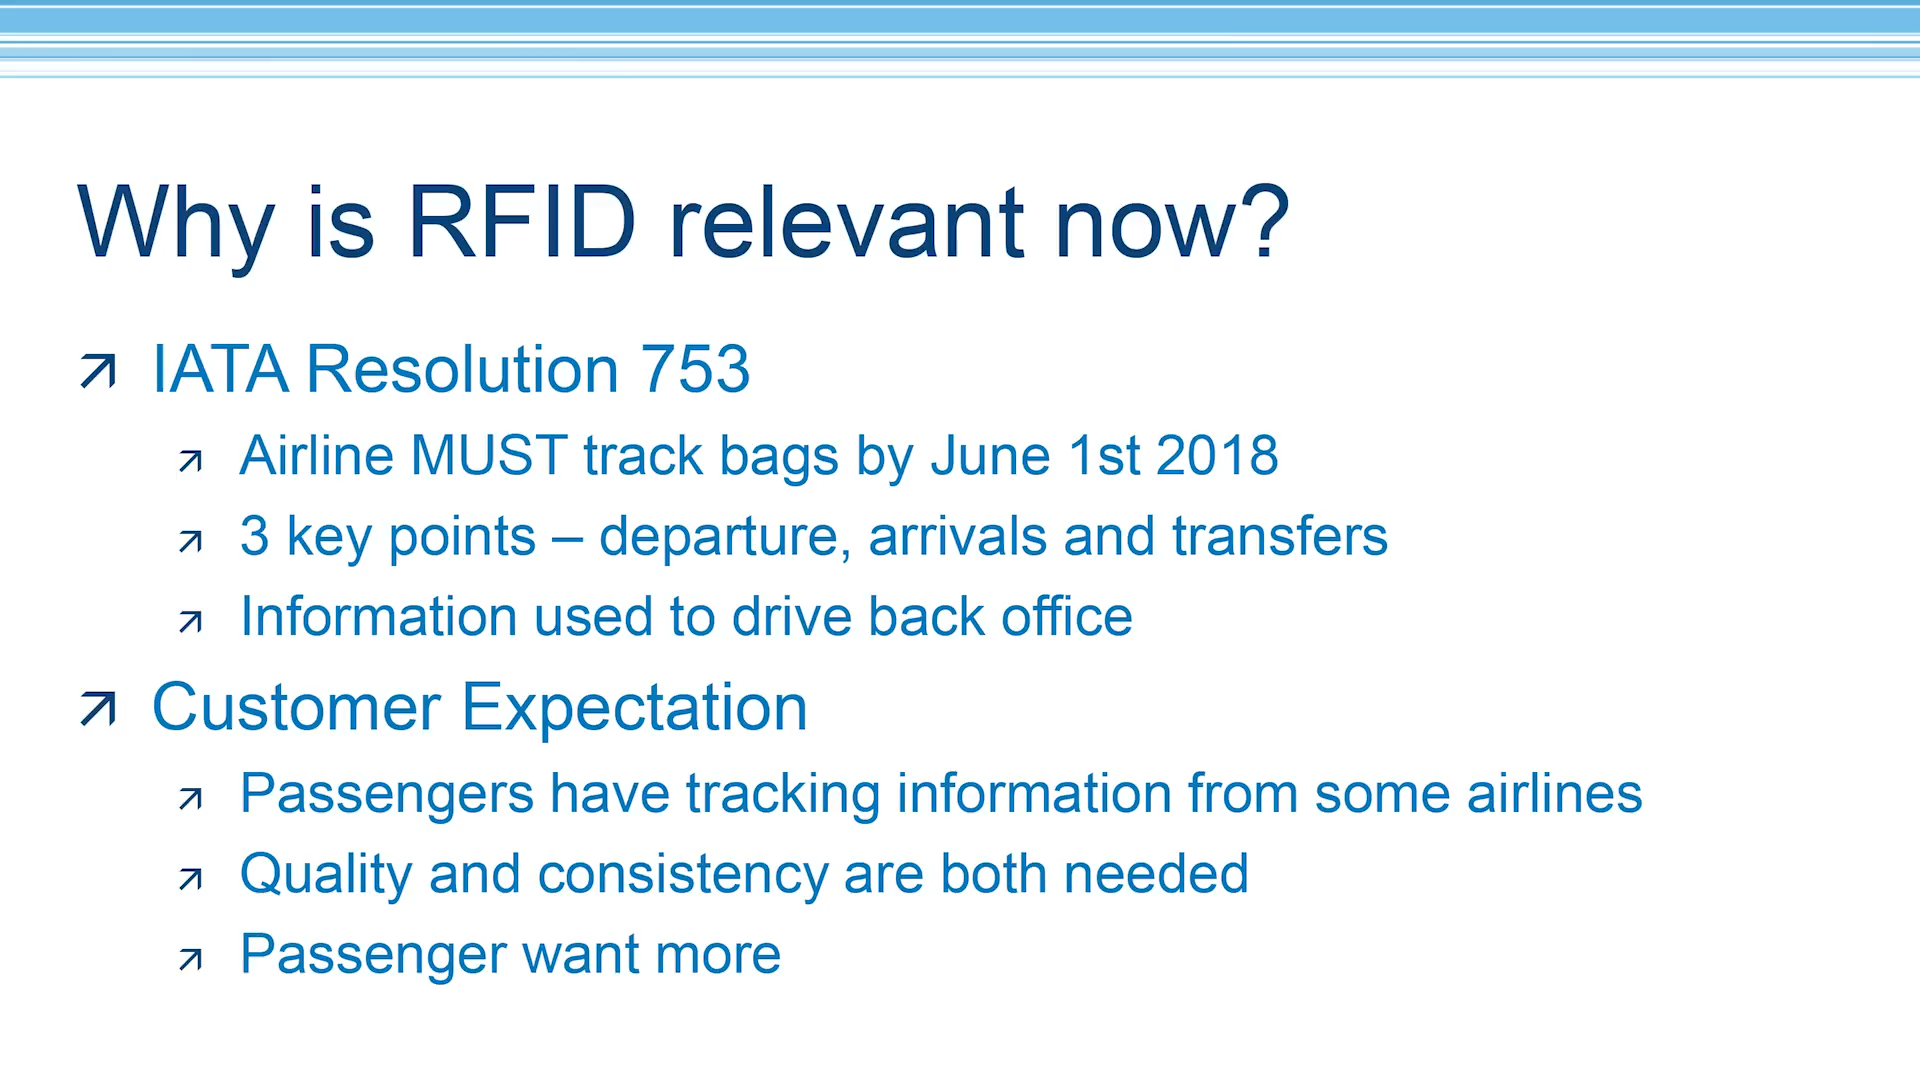 Why is RFID relevant now?
IATA Resolution 753
Airline MUST track bags by June 1st 2018
3 key points – departure, arrivals and transfers
Information used to drive back office
Customer Expectation
Passengers have tracking information from some airlines
Quality and consistency are both needed
Passenger want more